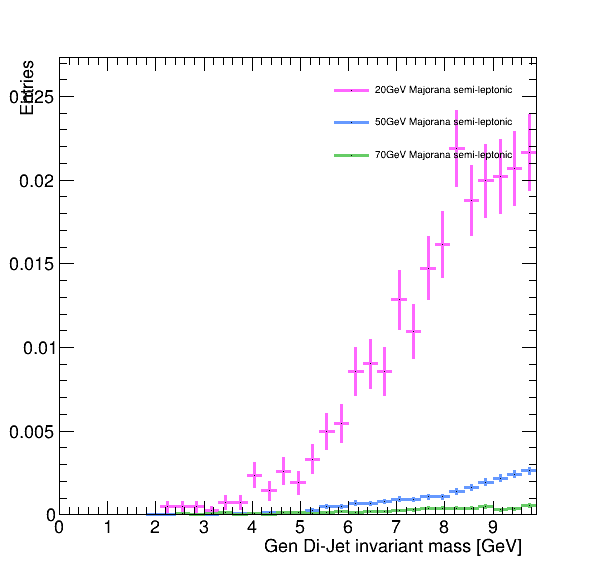 Entries
0.025
20GeV Majorana semi-leptonic
50GeV Majorana semi-leptonic
70GeV Majorana semi-leptonic
0.02
0.015
0.01
0.005
0
0 1 2 3 4 5 6 7 8 9
Gen Di-Jet invariant mass [GeV]